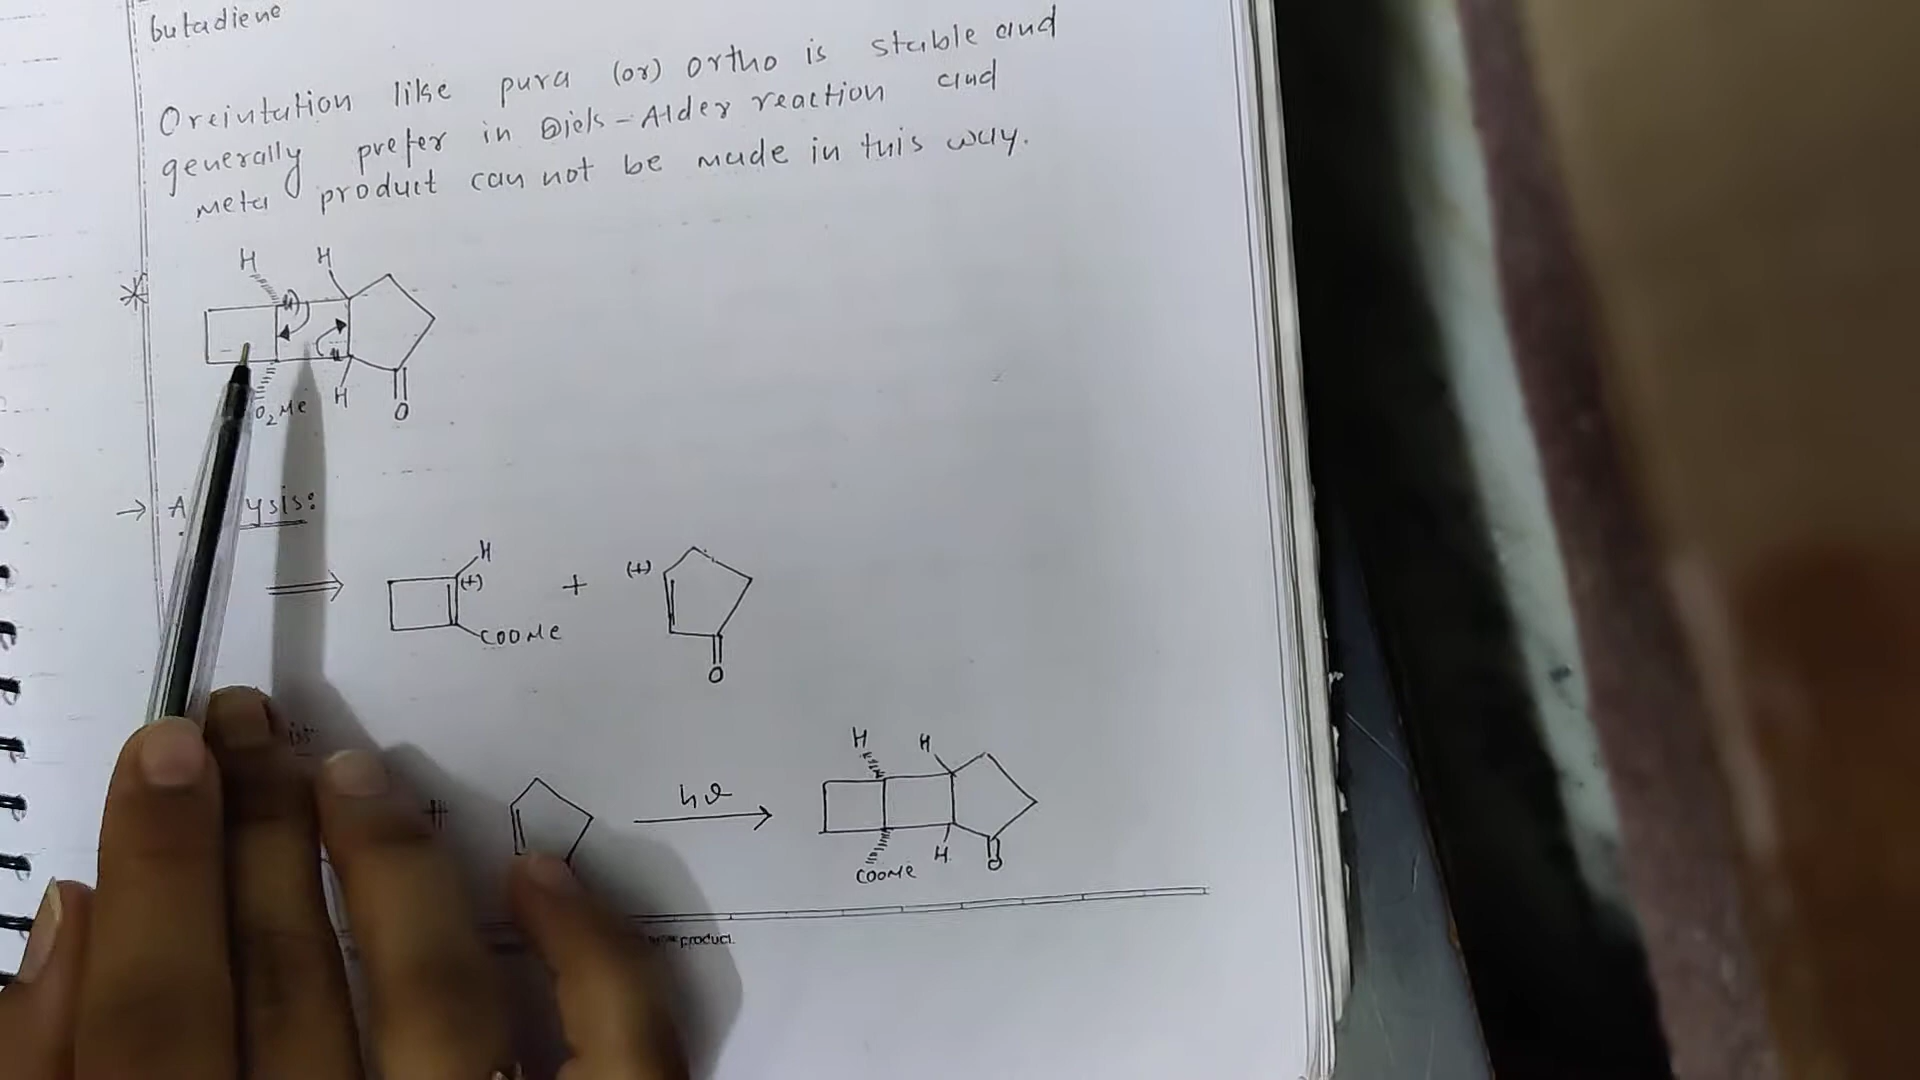 butadiene
Oreintation like para (or) ortho is stable and
generally prefer in Diels-Alder reaction and
meta product can not be made in this way.
H H
O₂Me H O
ysis:
H
(+) + (+)
COOMe
O
H H
hν
H
COOMe O
product.